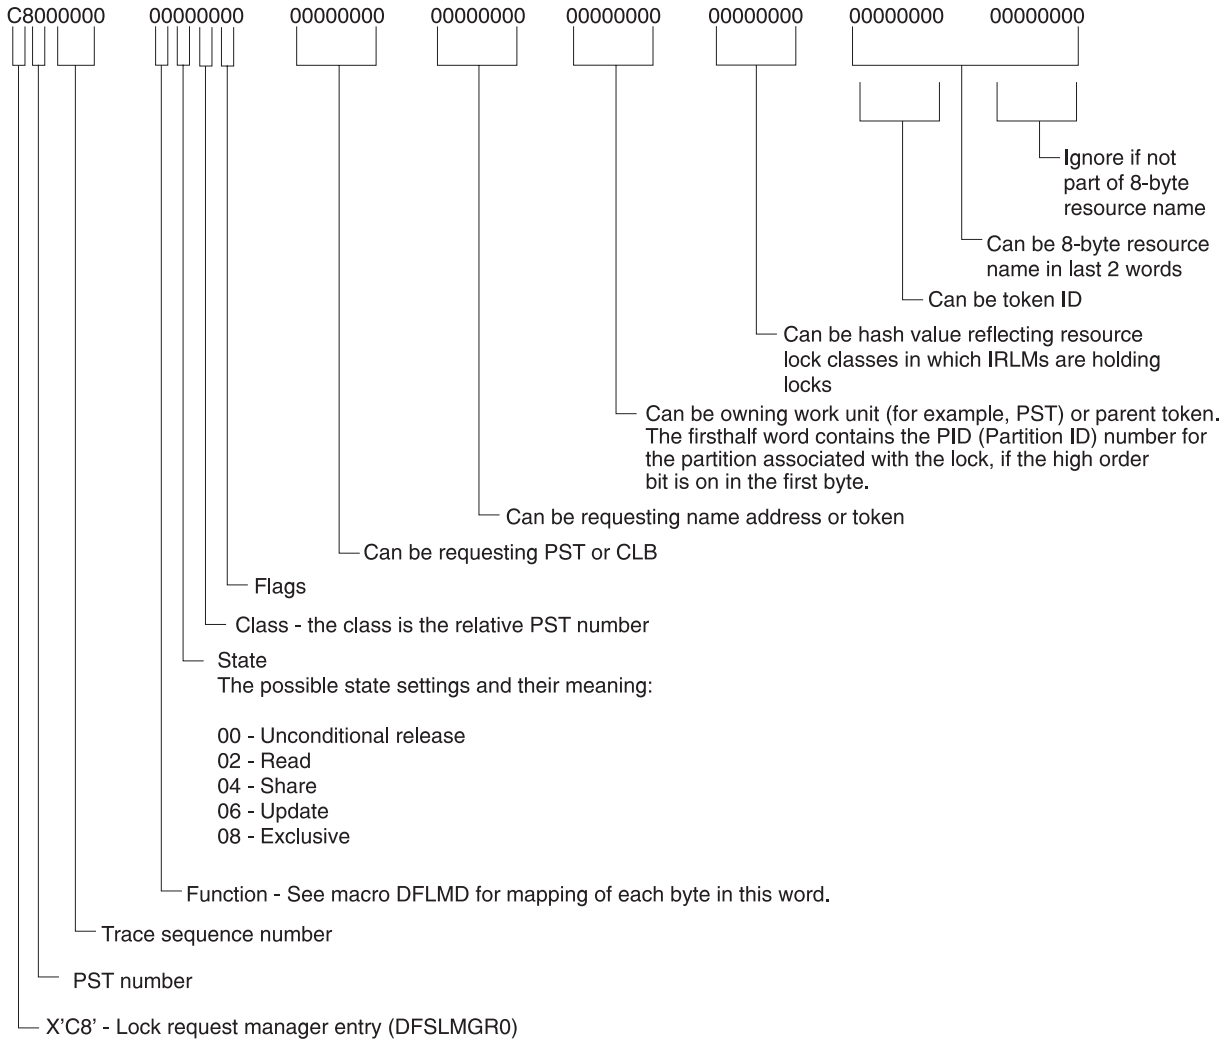 C8000000 00000000 00000000 00000000 00000000 00000000 00000000 00000000
Ignore if not
part of 8-byte
resource name
Can be 8-byte resource
name in last 2 words
Can be token ID
Can be hash value reflecting resource
lock classes in which IRLMs are holding
locks
Can be owning work unit (for example, PST) or parent token.
The firsthalf word contains the PID (Partition ID) number for
the partition associated with the lock, if the high order
bit is on in the first byte.
Can be requesting name address or token
Can be requesting PST or CLB
Flags
Class - the class is the relative PST number
State
The possible state settings and their meaning:
00 - Unconditional release
02 - Read
04 - Share
06 - Update
08 - Exclusive
Function - See macro DFLMD for mapping of each byte in this word.
Trace sequence number
PST number
X'C8' - Lock request manager entry (DFSLMGR0)